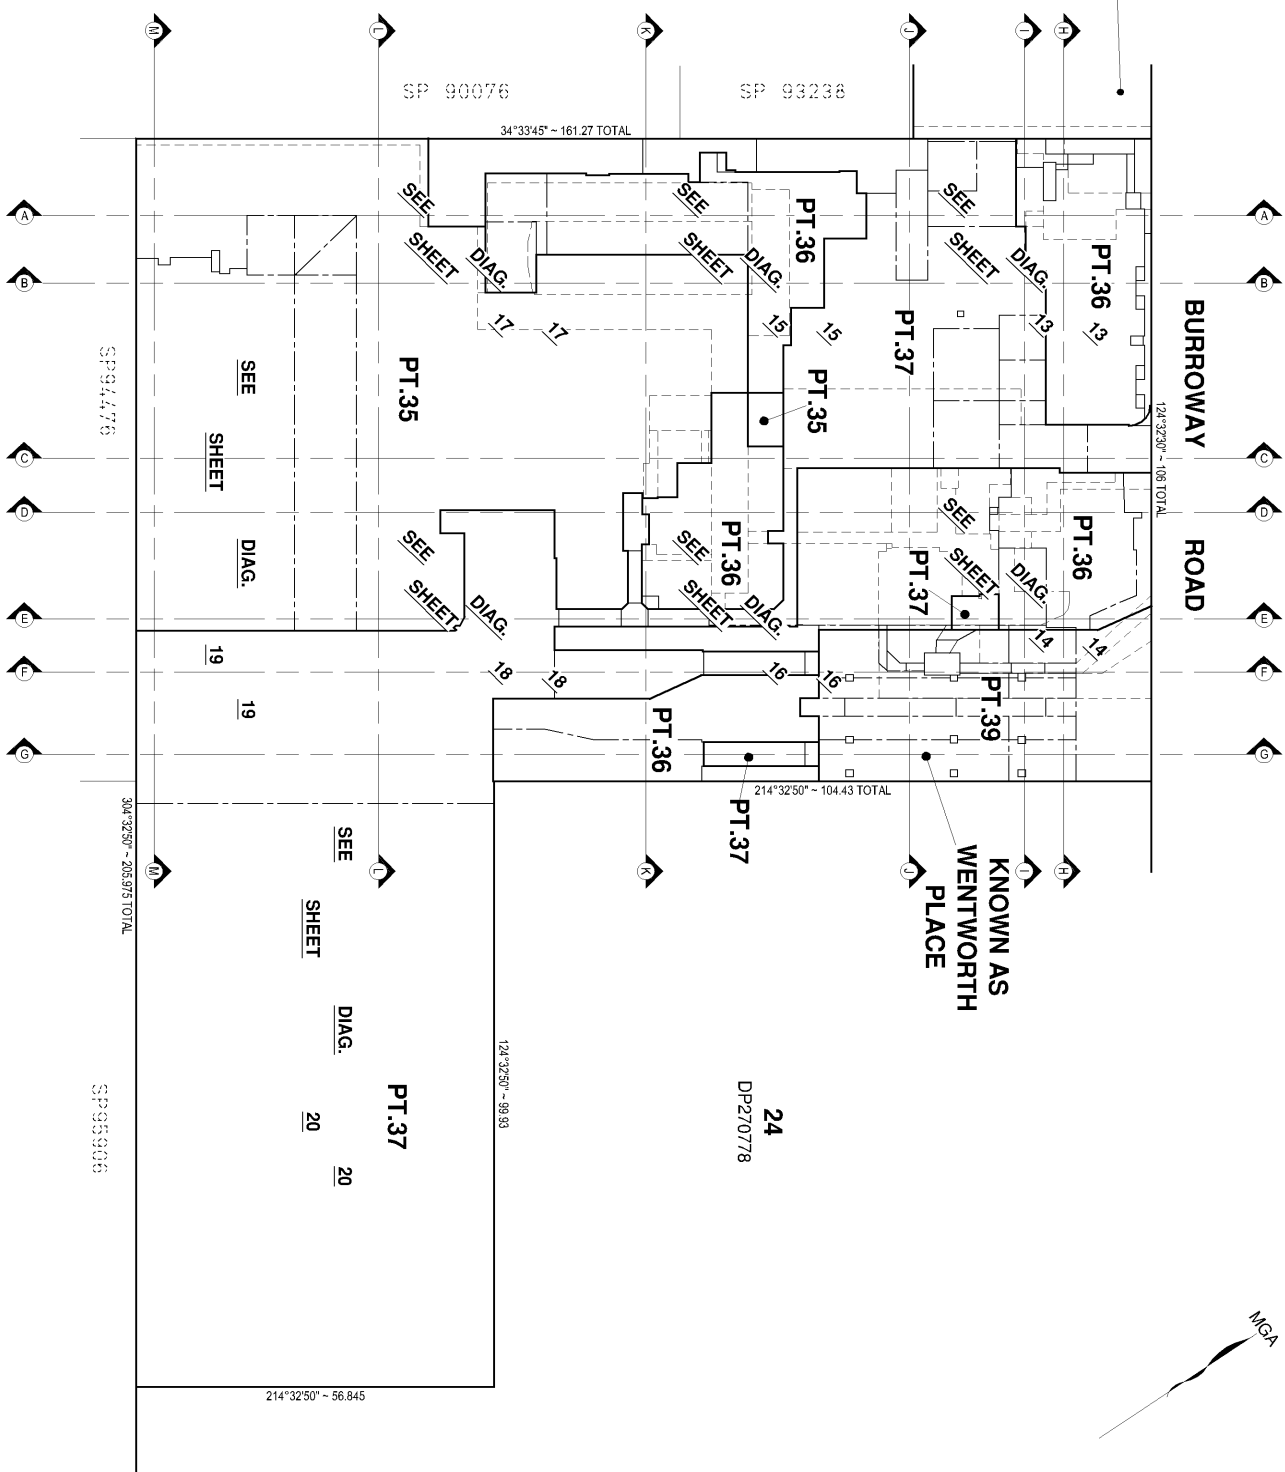 M
L
K
J
I
H
SP 90076
SP 93238
34°33'45" ~ 161.27 TOTAL
A
A
B
B
C
C
D
D
E
E
F
F
G
G
SEE
SHEET
DIAG.
17
17
SEE
SHEET
DIAG.
15
15
SEE
SHEET
DIAG.
13
13
PT.36
PT.36
PT.37
PT.35
PT.35
BURROWAY
ROAD
124°32'30" ~ 106 TOTAL
SP94476
SEE
SHEET
DIAG.
19
19
SEE
SHEET
DIAG.
18
18
SEE
SHEET
DIAG.
16
16
SEE
SHEET
DIAG.
14
14
PT.36
PT.37
PT.36
PT.39
PT.36
PT.37
214°32'50" ~ 104.43 TOTAL
304°32'50" ~ 205.975 TOTAL
M
L
K
J
I
H
KNOWN AS
WENTWORTH
PLACE
SEE
SHEET
DIAG.
20
20
PT.37
124°32'50" ~ 99.93
24
DP270778
SP95906
214°32'50" ~ 56.845
MGA